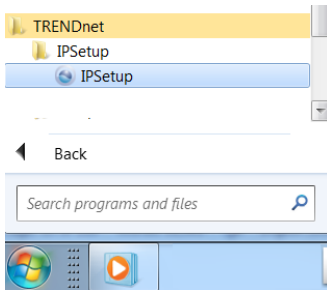 TRENDnet
IPSetup
IPSetup
Back
Search programs and files